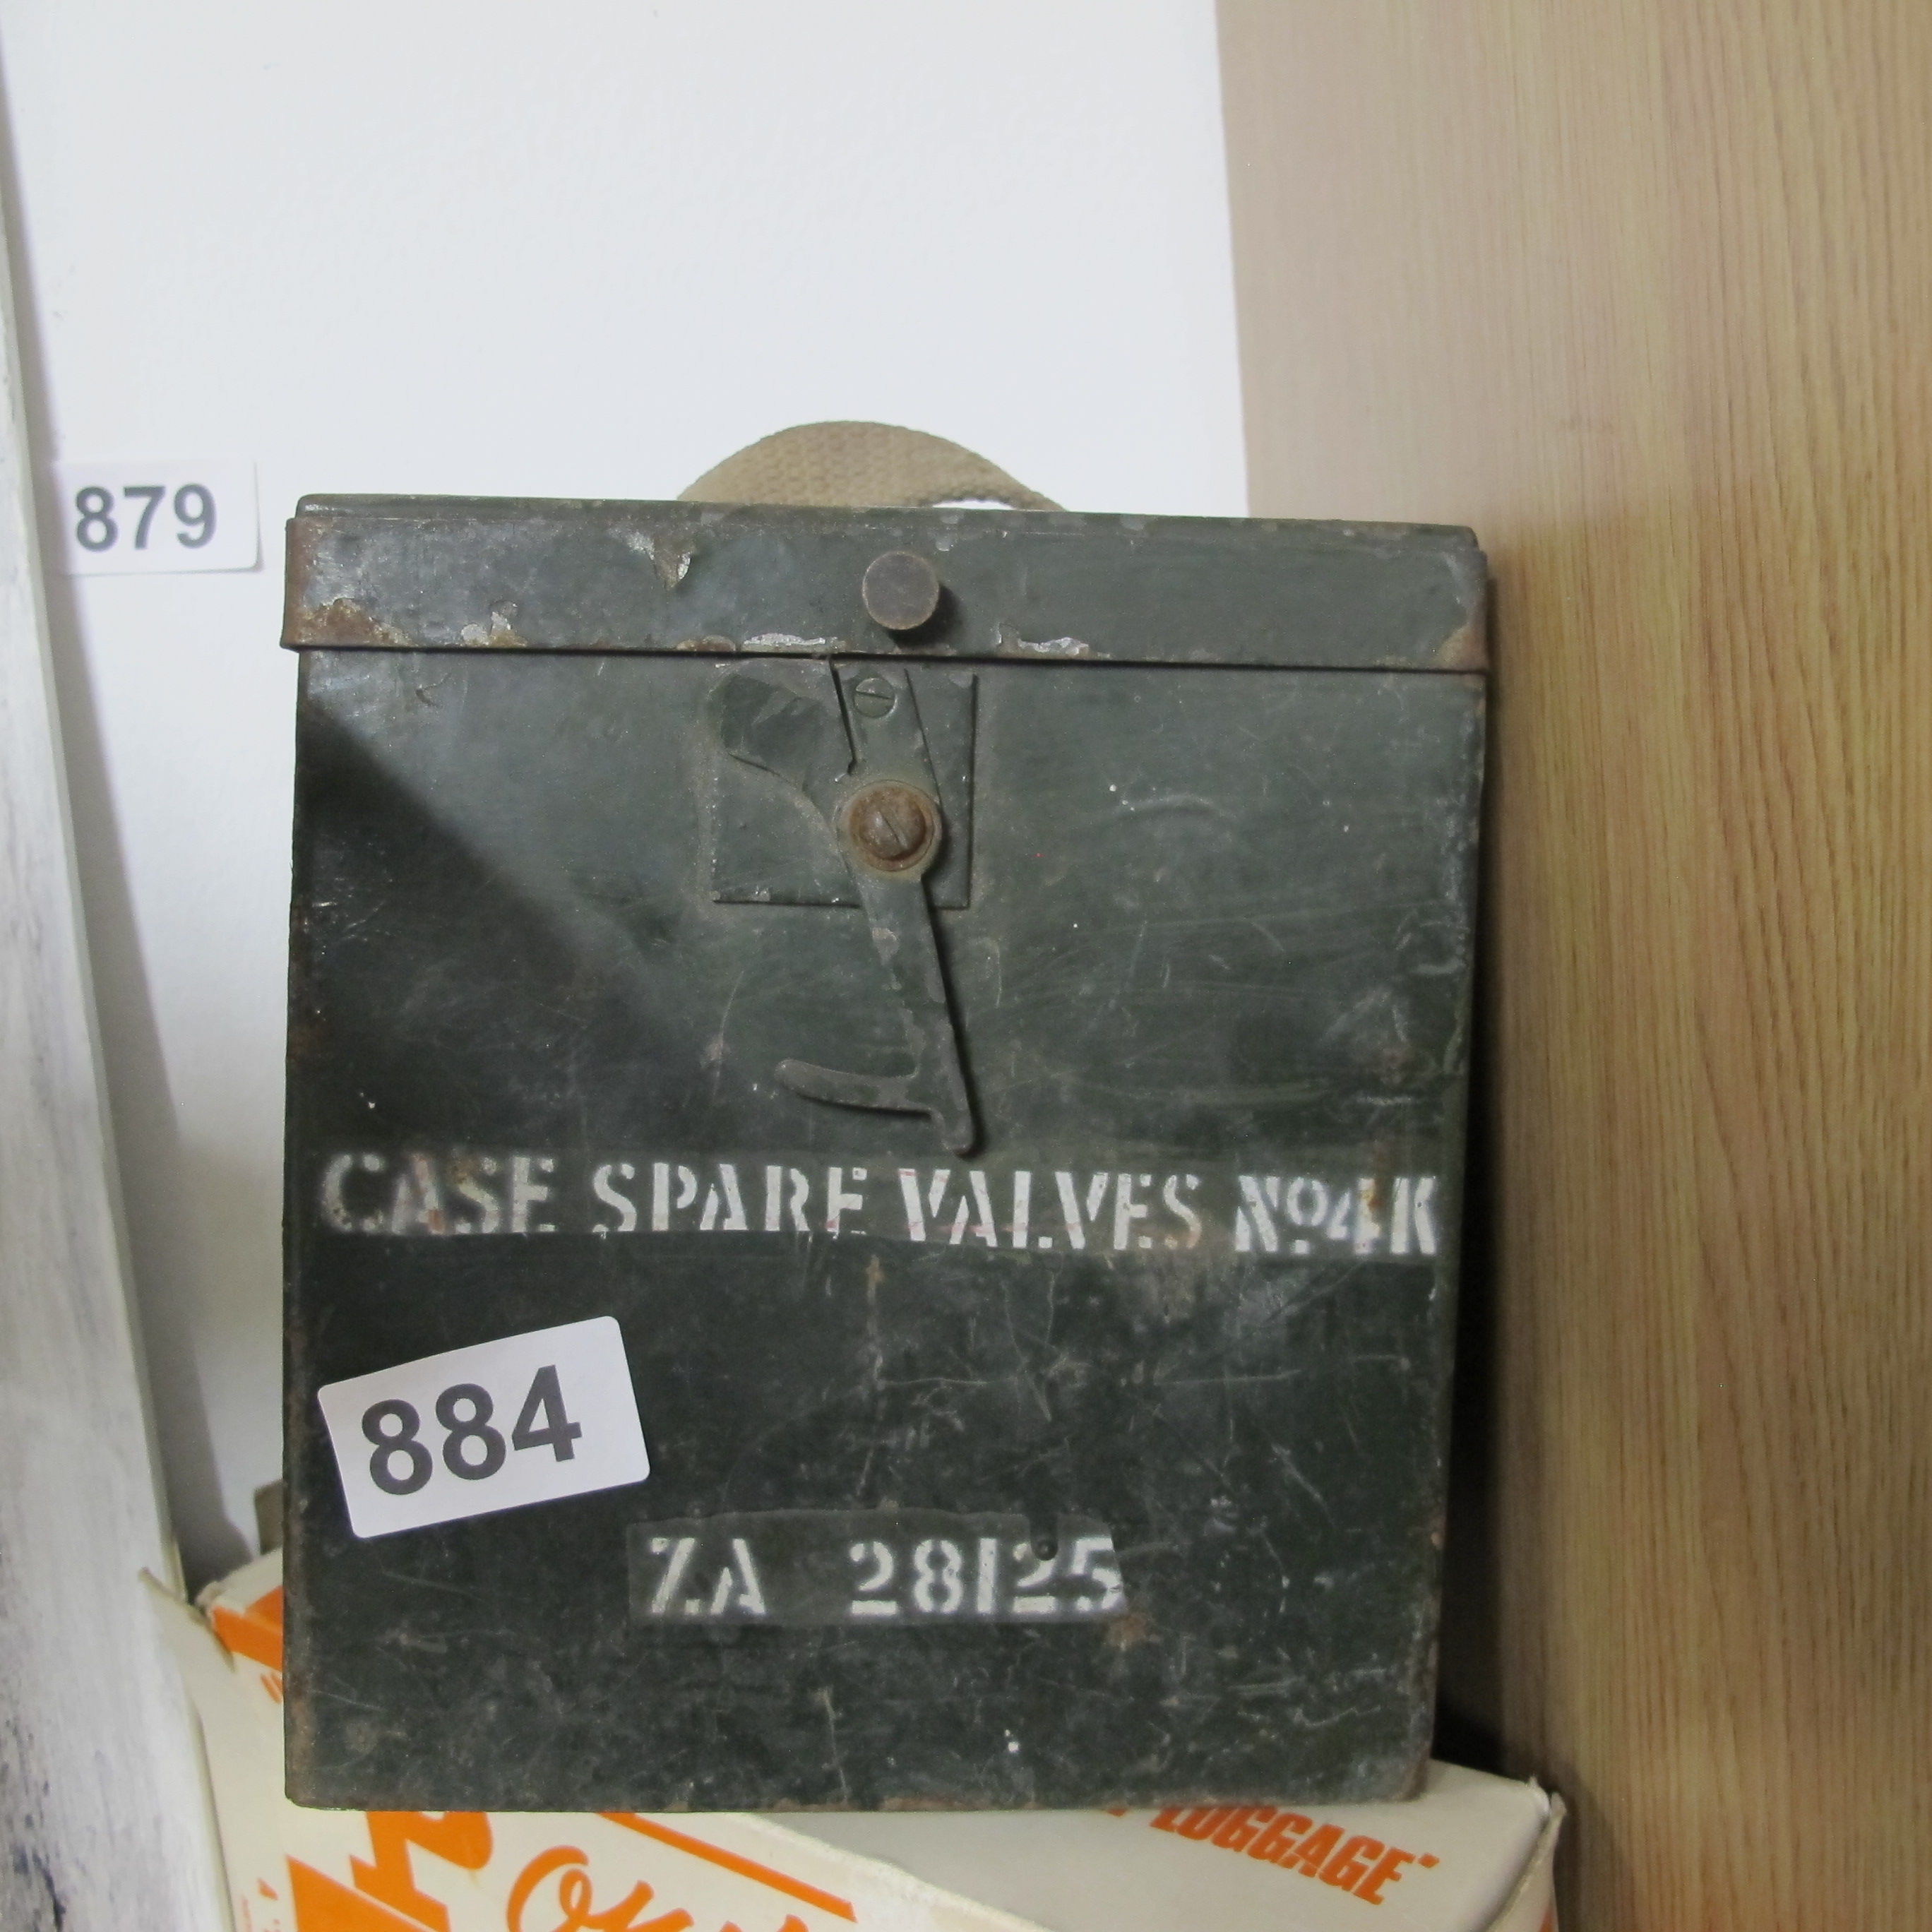 879
CASE SPARE VALVES Nº4K
884
ZA 28125
LUGGAGE"